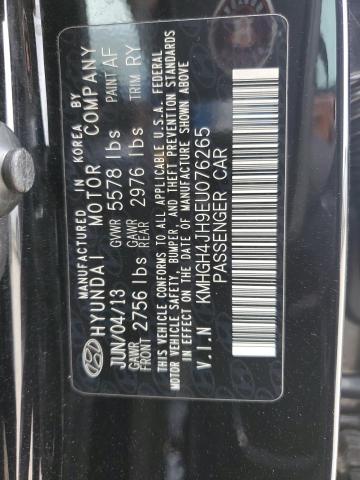 MANUFACTURED IN KOREA BY
HYUNDAI MOTOR COMPANY
JUN/04/13 GVWR 5578 lbs PAINT AF
GAWR FRONT 2756 lbs GAWR REAR 2976 lbs TRIM RY
THIS VEHICLE CONFORMS TO ALL APPLICABLE U.S.A. FEDERAL
MOTOR VEHICLE SAFETY, BUMPER, AND THEFT PREVENTION STANDARDS
IN EFFECT ON THE DATE OF MANUFACTURE SHOWN ABOVE.
V.I.N KMHGH4JH9EU076265
PASSENGER CAR